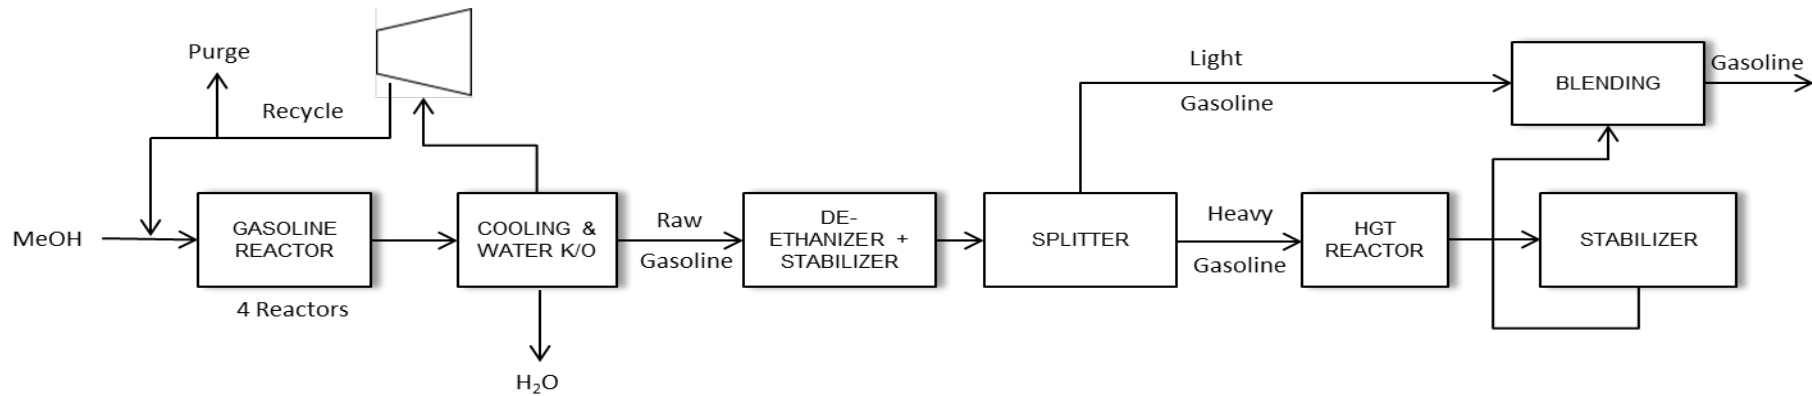 Purge
Recycle
MeOH
GASOLINE
REACTOR
4 Reactors
COOLING &
WATER K/O
H₂O
Raw
Gasoline
DE-
ETHANIZER +
STABILIZER
SPLITTER
Light
Gasoline
Heavy
Gasoline
HGT
REACTOR
STABILIZER
BLENDING
Gasoline